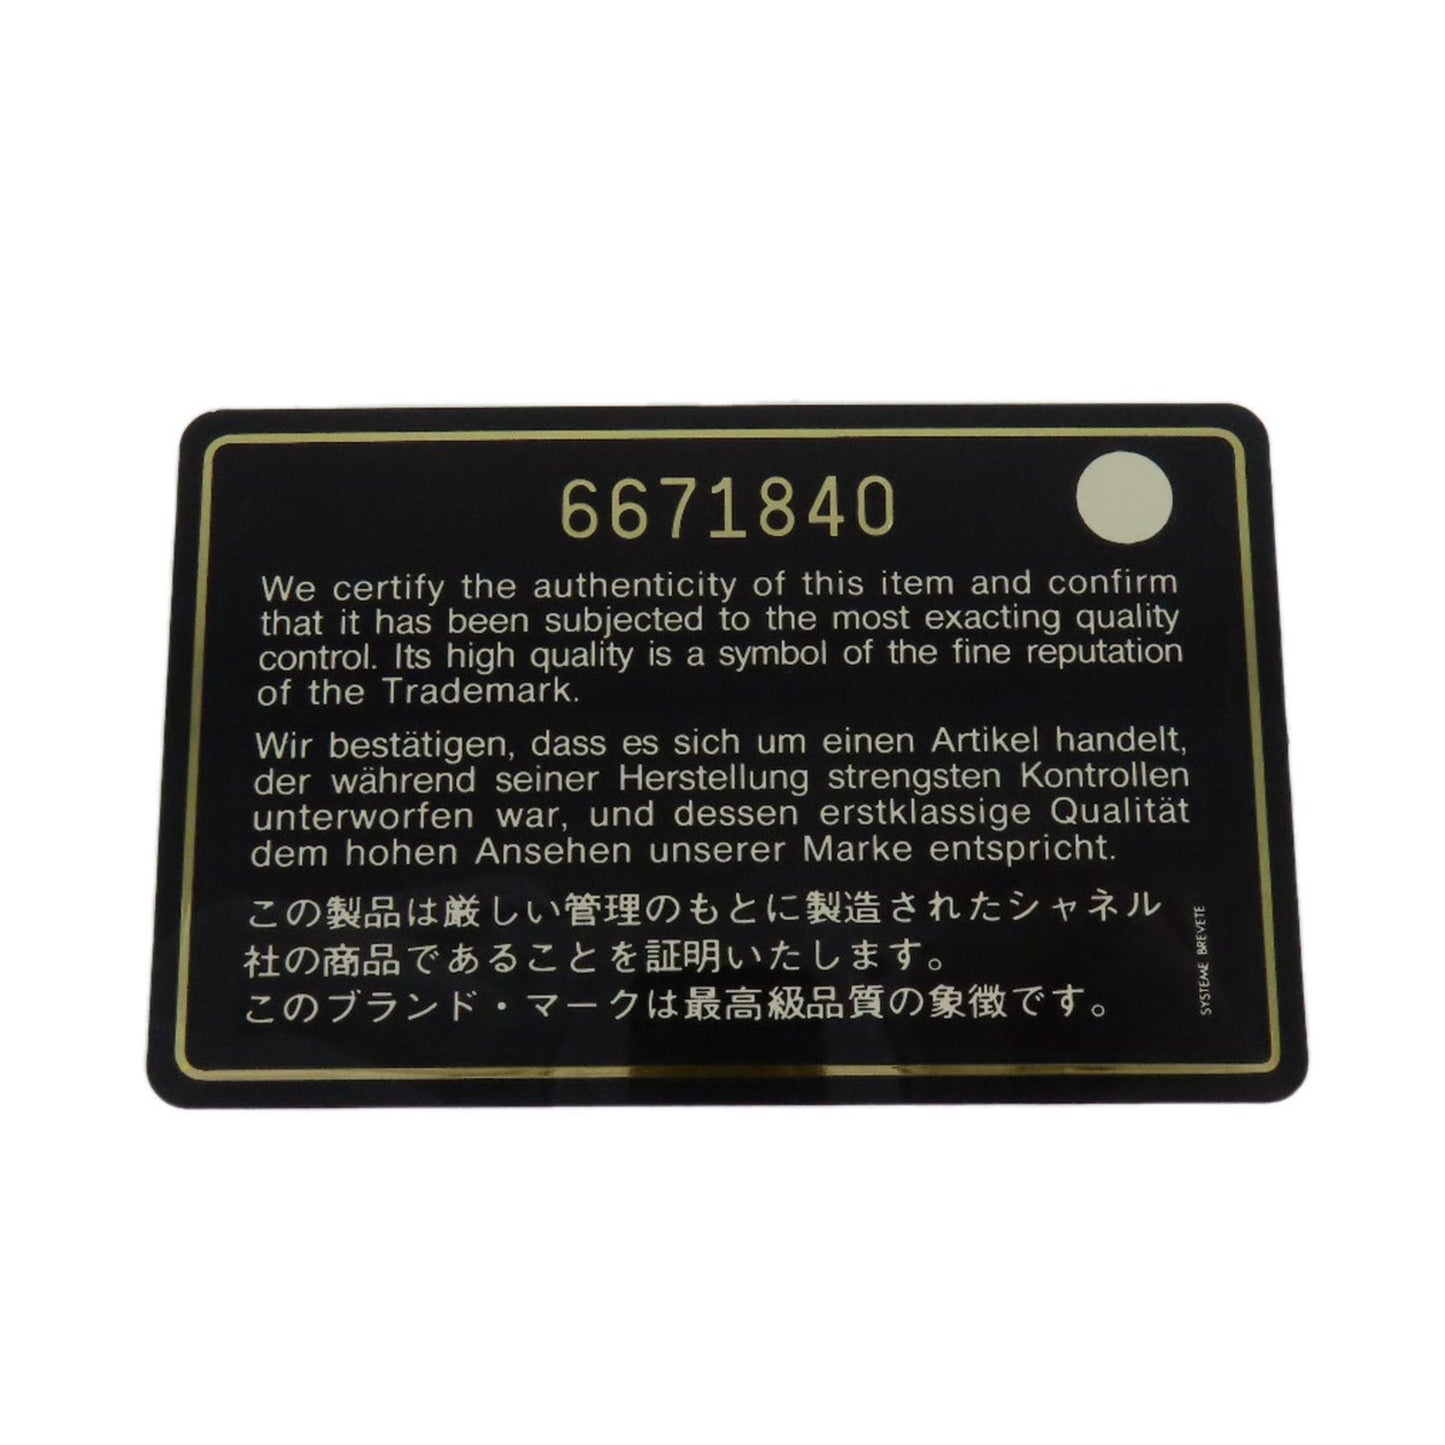 6671840
We certify the authenticity of this item and confirm
that it has been subjected to the most exacting quality
control. Its high quality is a symbol of the fine reputation
of the Trademark.
Wir bestätigen, dass es sich um einen Artikel handelt,
der während seiner Herstellung strengsten Kontrollen
unterworfen war, und dessen erstklassige Qualität
dem hohen Ansehen unserer Marke entspricht.
この製品は厳しい管理のもとに製造されたシャネル
社の商品であることを証明いたします。
このブランド・マークは最高級品質の象徴です。
SYSTEME BREVETE